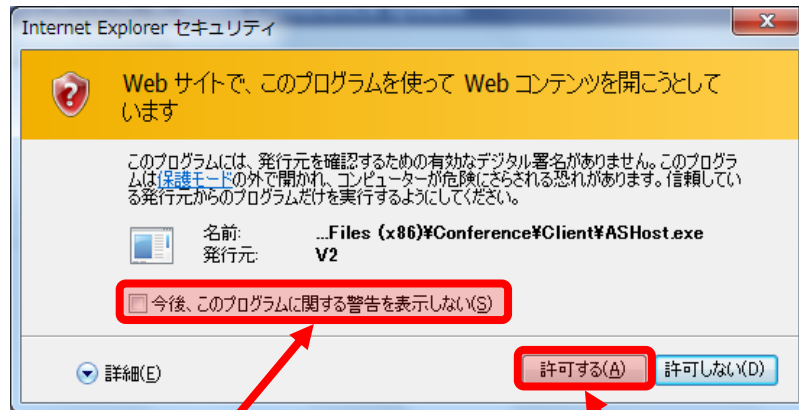 Internet Explorer セキュリティ
Web サイトで、このプログラムを使って Web コンテンツを開こうとして
います
このプログラムには、発行元を確認するための有効なデジタル署名がありません。このプログラ
ムは保護モードの外で開かれ、コンピューターが危険にさらされる恐れがあります。信頼してい
る発行元からのプログラムだけを実行するようにしてください。
名前: ...Files (x86)¥Conference¥Client¥ASHost.exe
発行元: V2
今後、このプログラムに関する警告を表示しない(S)
詳細(E) 許可する(A) 許可しない(D)